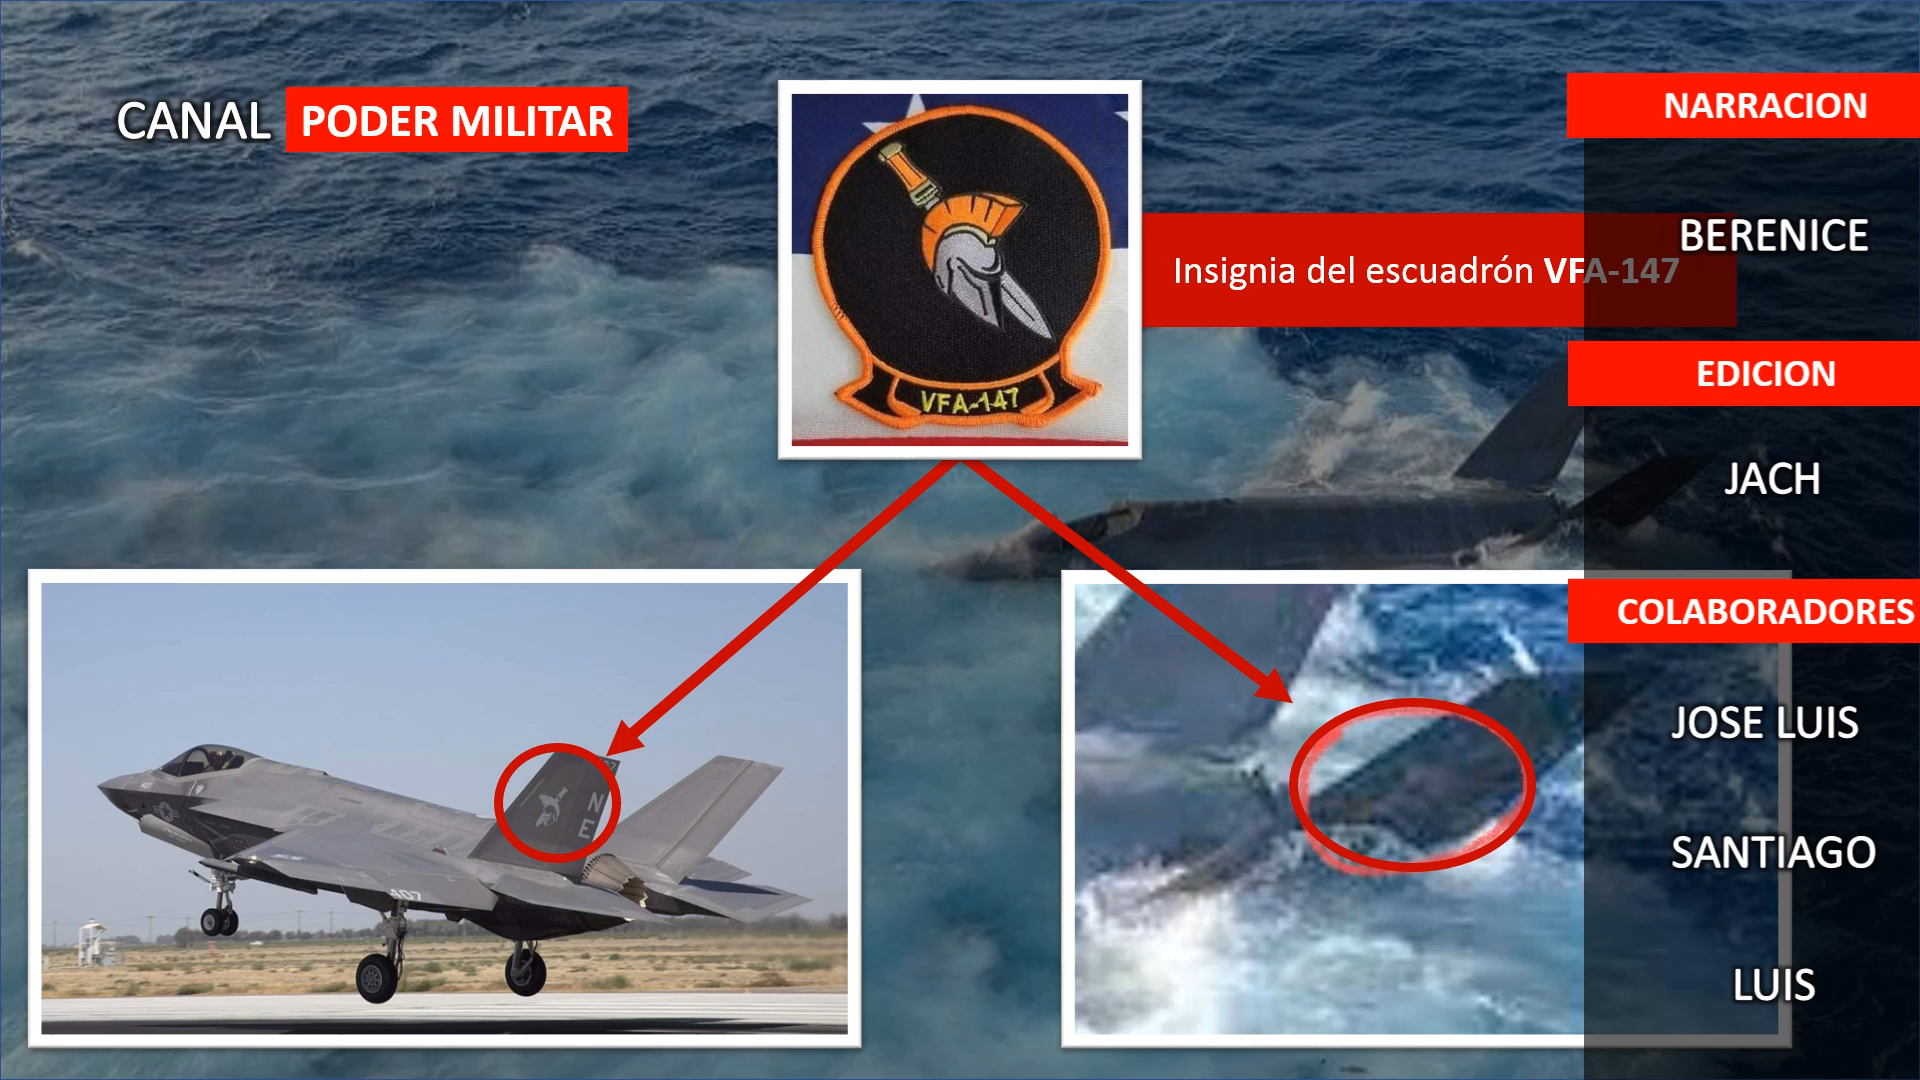 CANAL PODER MILITAR
VFA-147
Insignia del escuadrón VFA-147
NARRACION
BERENICE
EDICION
JACH
COLABORADORES
JOSE LUIS
SANTIAGO
LUIS
N
E
407